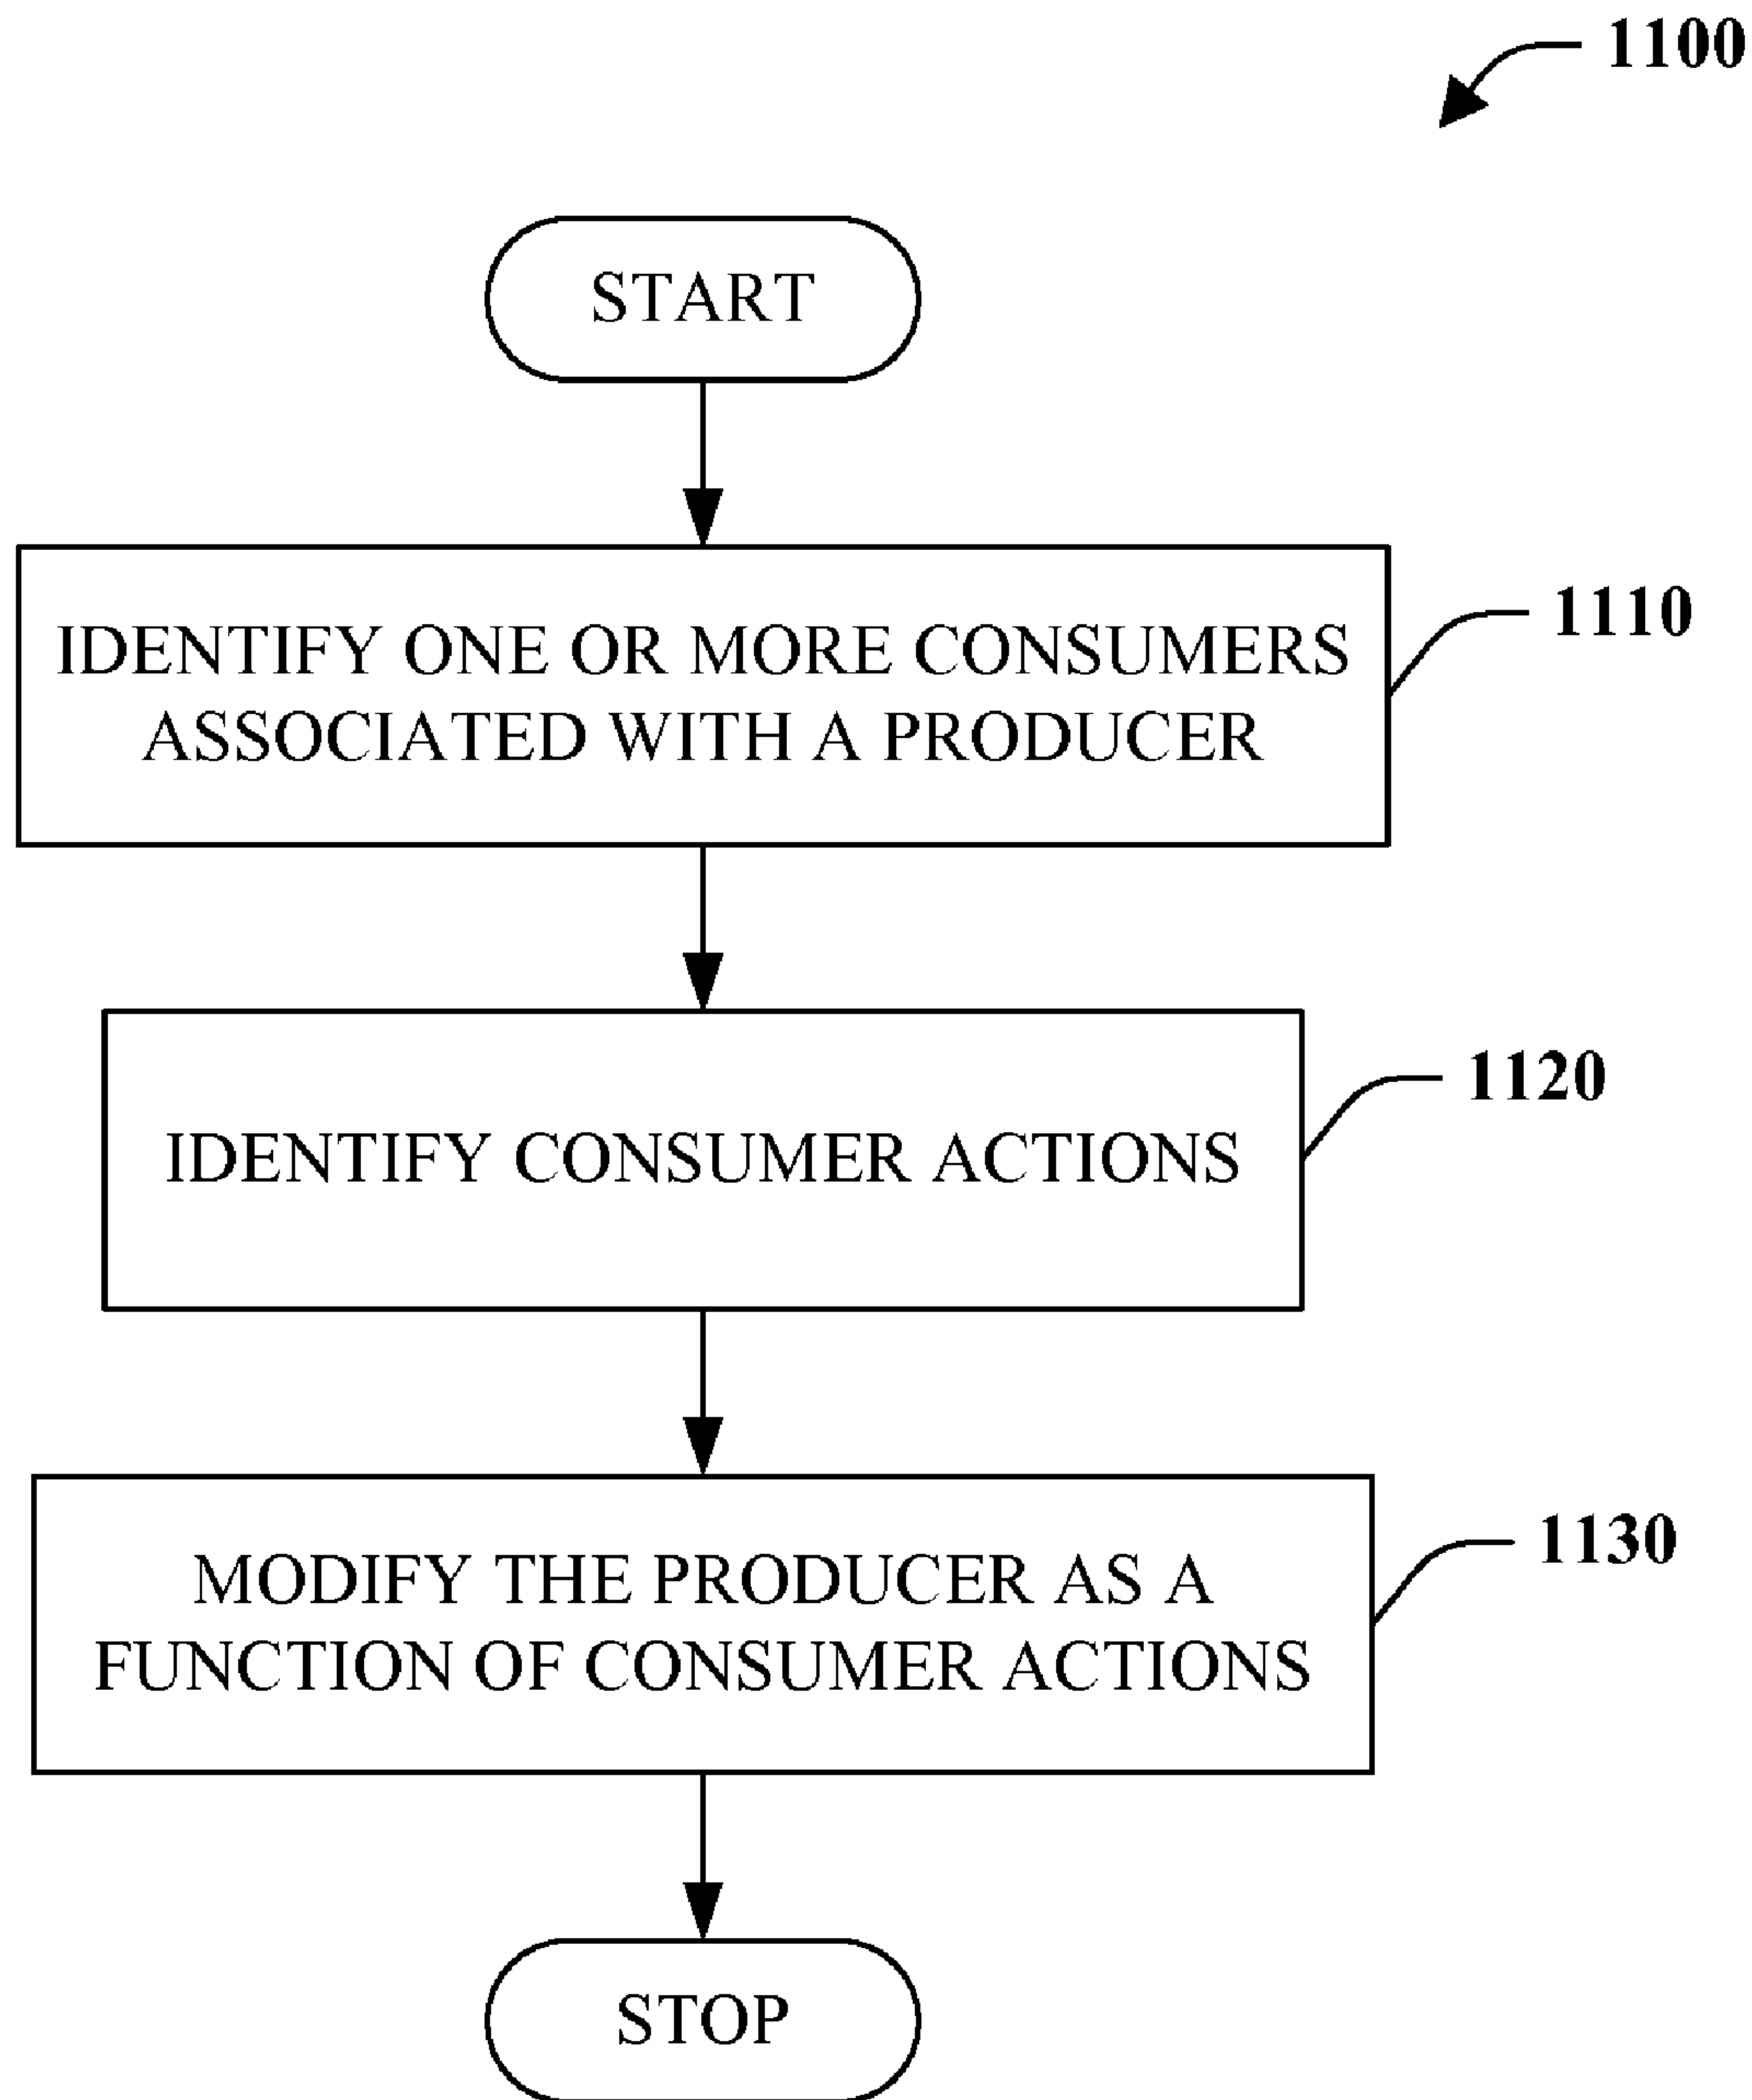 1100
START
IDENTIFY ONE OR MORE CONSUMERS
ASSOCIATED WITH A PRODUCER
1110
IDENTIFY CONSUMER ACTIONS
1120
MODIFY THE PRODUCER AS A
FUNCTION OF CONSUMER ACTIONS
1130
STOP